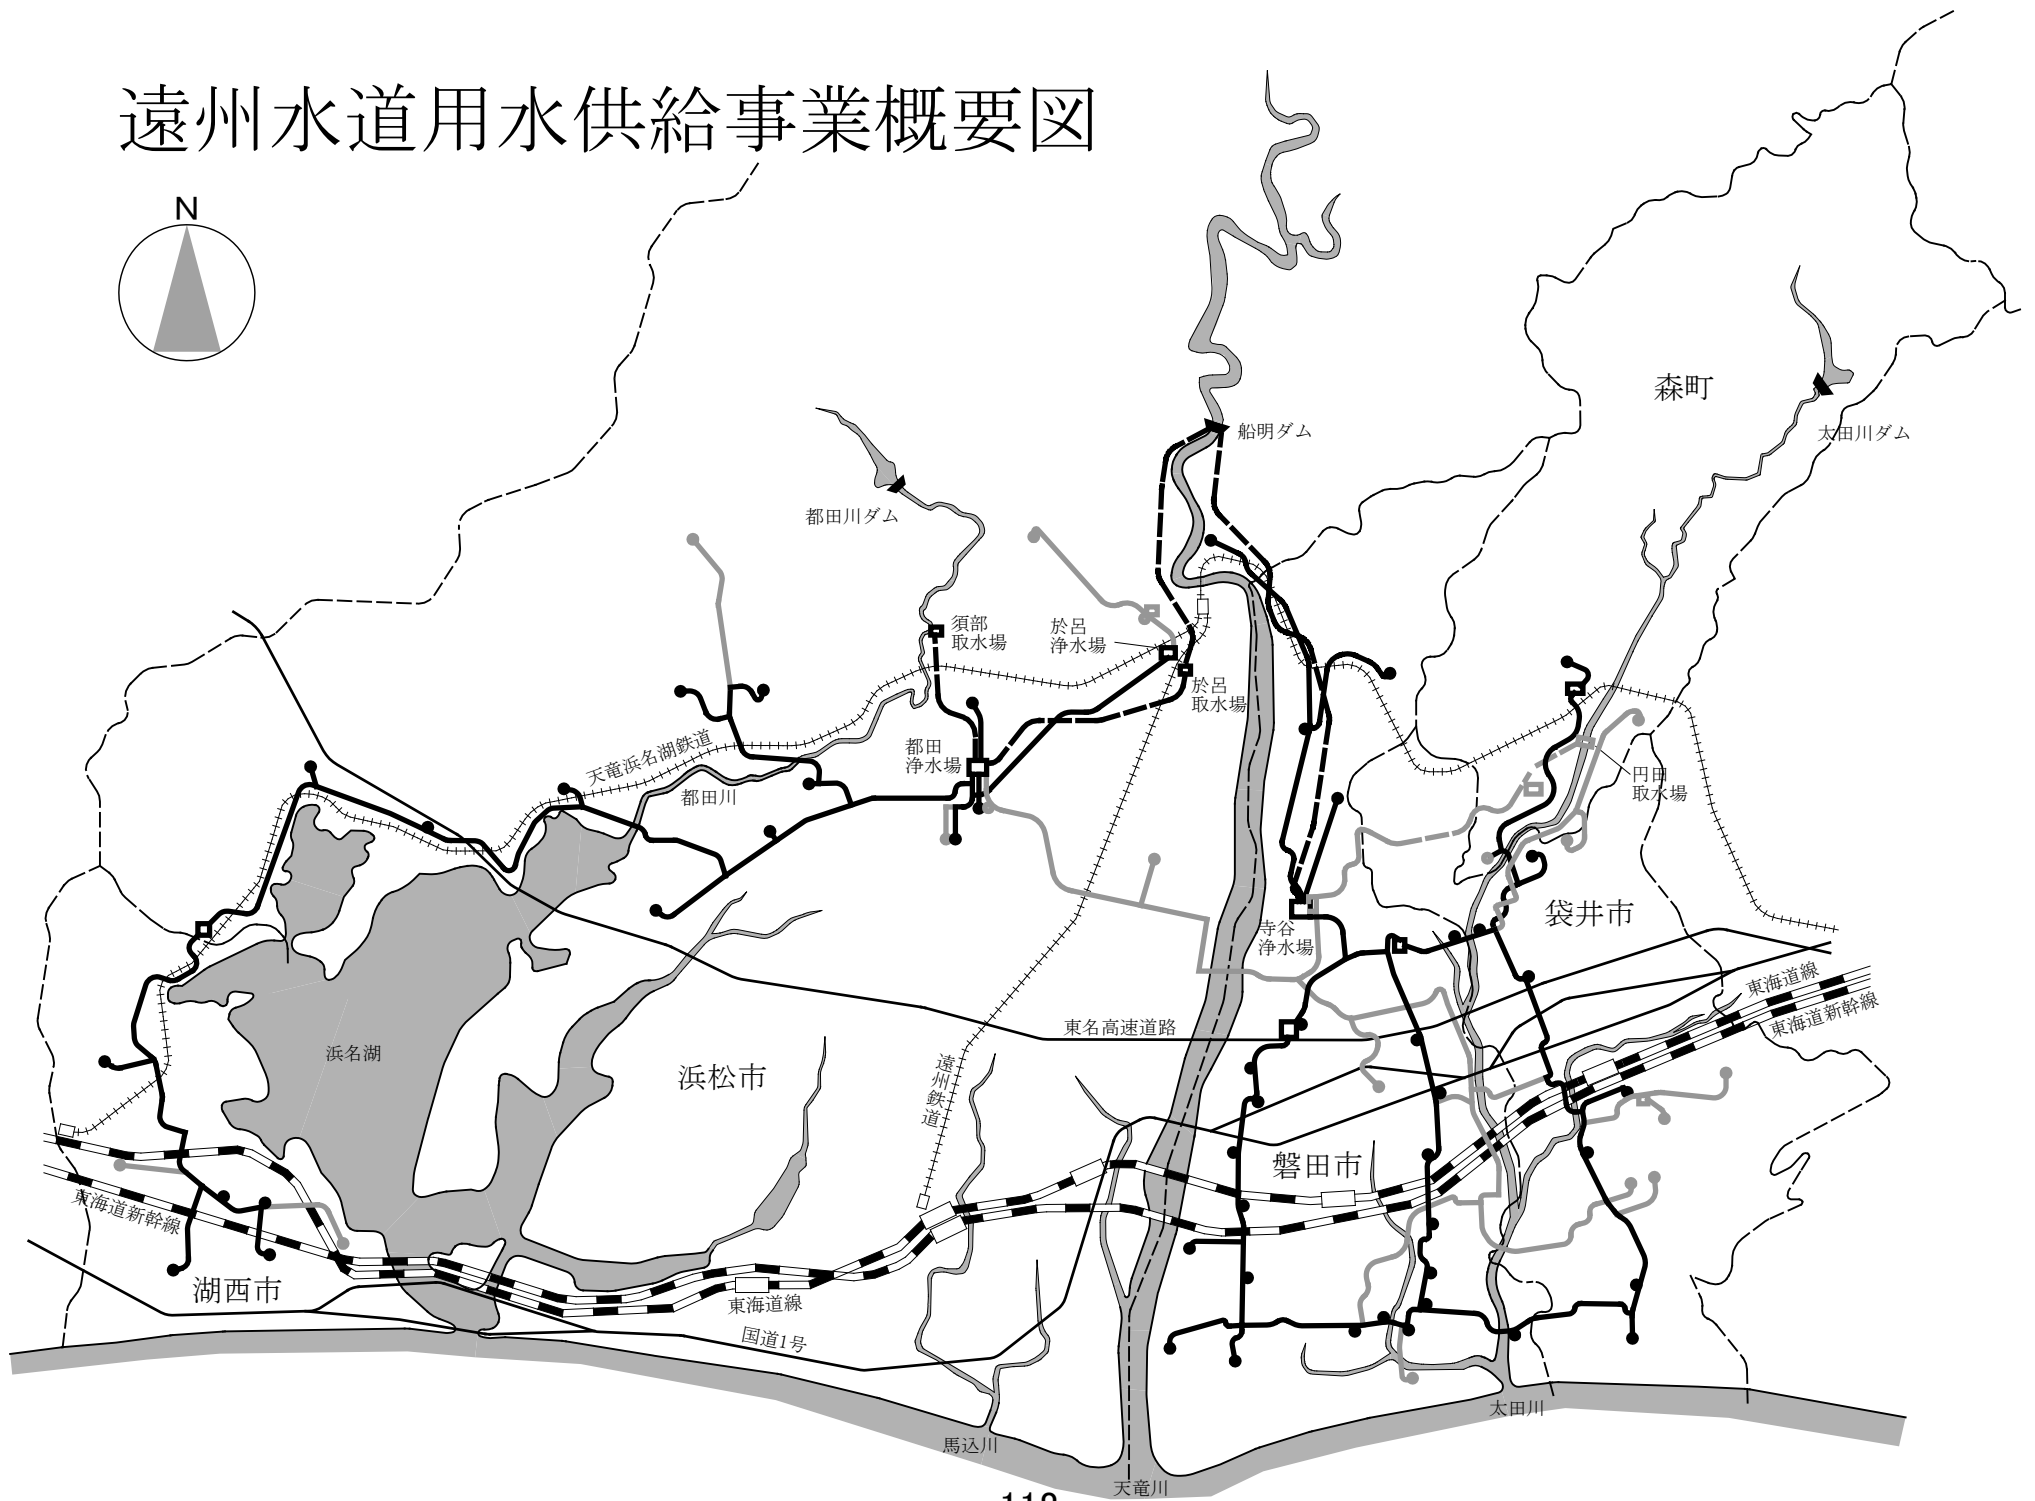 遠州水道用水供給事業概要図
N
森町
船明ダム
太田川ダム
都田川ダム
須部
取水場
於呂
浄水場
於呂
取水場
都田
浄水場
天竜浜名湖鉄道
都田川
円田
取水場
袋井市
寺谷
浄水場
東海道線
東海道新幹線
東名高速道路
浜名湖
浜松市
遠州鉄道
磐田市
東海道新幹線
湖西市
東海道線
国道1号
太田川
馬込川
天竜川